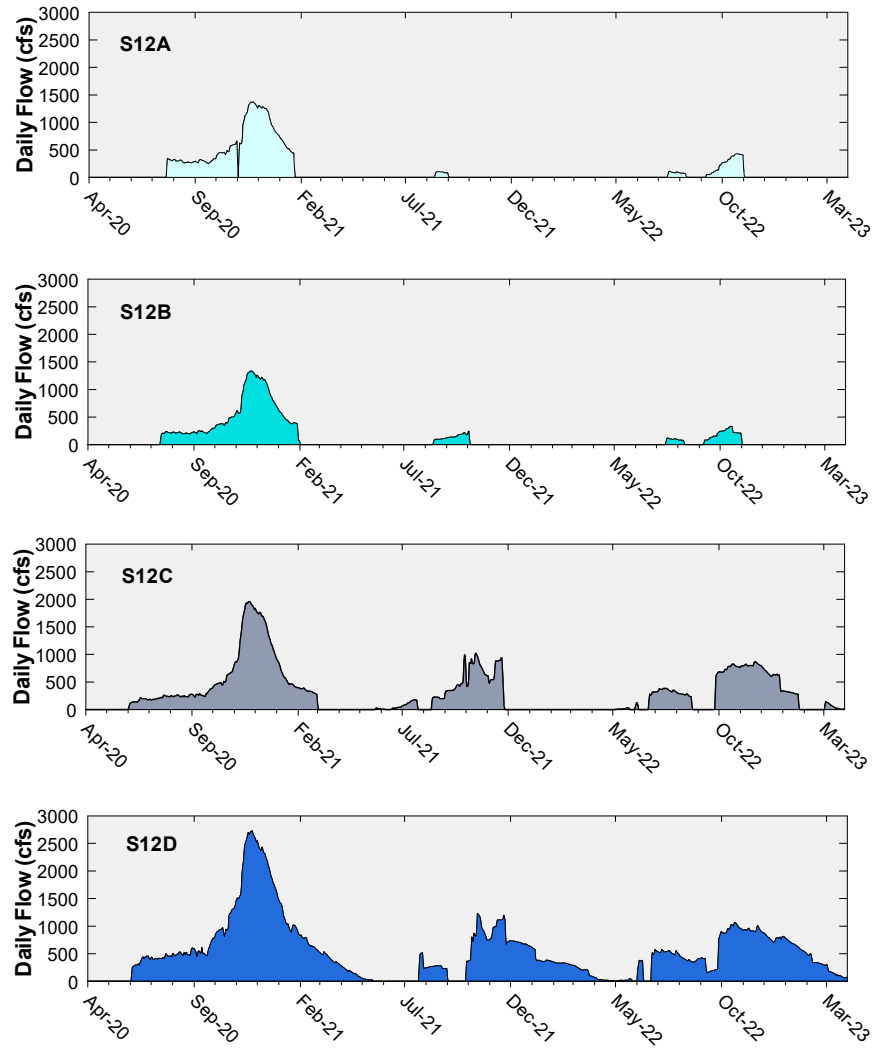 3000
S12A
2500
2000
1500
1000
500
0
Daily Flow (cfs)
Apr-20
Sep-20
Feb-21
Jul-21
Dec-21
May-22
Oct-22
Mar-23
3000
S12B
2500
2000
1500
1000
500
0
Daily Flow (cfs)
Apr-20
Sep-20
Feb-21
Jul-21
Dec-21
May-22
Oct-22
Mar-23
3000
S12C
2500
2000
1500
1000
500
0
Daily Flow (cfs)
Apr-20
Sep-20
Feb-21
Jul-21
Dec-21
May-22
Oct-22
Mar-23
3000
S12D
2500
2000
1500
1000
500
0
Daily Flow (cfs)
Apr-20
Sep-20
Feb-21
Jul-21
Dec-21
May-22
Oct-22
Mar-23